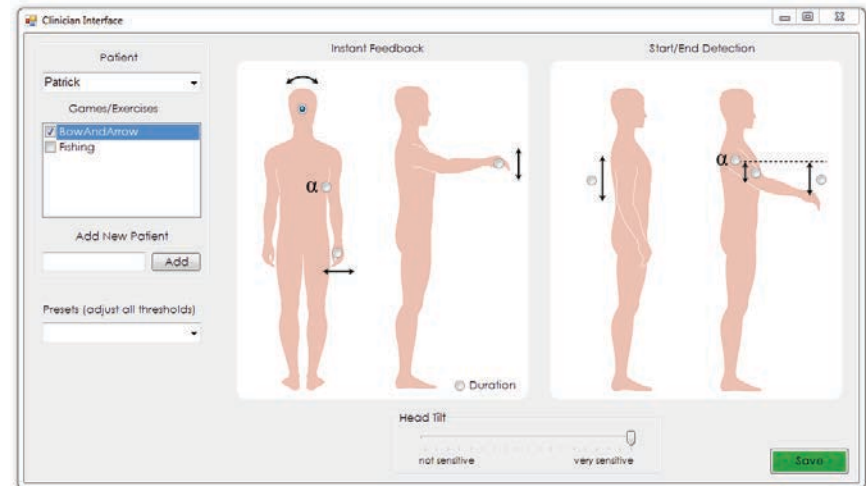 Clinician Interface
Patient
Patrick
Games/Exercises
BowAndArrow
Fishing
Add New Patient
Add
Presets (adjust all thresholds)
Instant Feedback
α
Duration
Start/End Detection
α
Head Tilt
not sensitive
very sensitive
Save